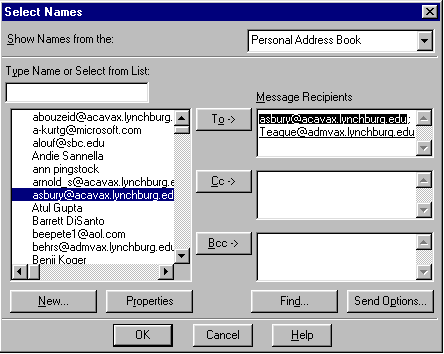 Select Names
Show Names from the:
Personal Address Book
Type Name or Select from List:
Message Recipients
abouzeid@acavax.lynchburg.
a-kurtg@microsoft.com
alouf@sbc.edu
Andie Sannella
ann pingstock
arnold_s@acavax.lynchburg.e
asbury@acavax.lynchburg.ed
Atul Gupta
Barrett DiSanto
beepete1@aol.com
behrs@admvax.lynchburg.edu
Benji Koger
To ->
asbury@acavax.lynchburg.edu;
Teague@admvax.lynchburg.edu
Cc ->
Bcc ->
New...
Properties
Find...
Send Options...
OK
Cancel
Help